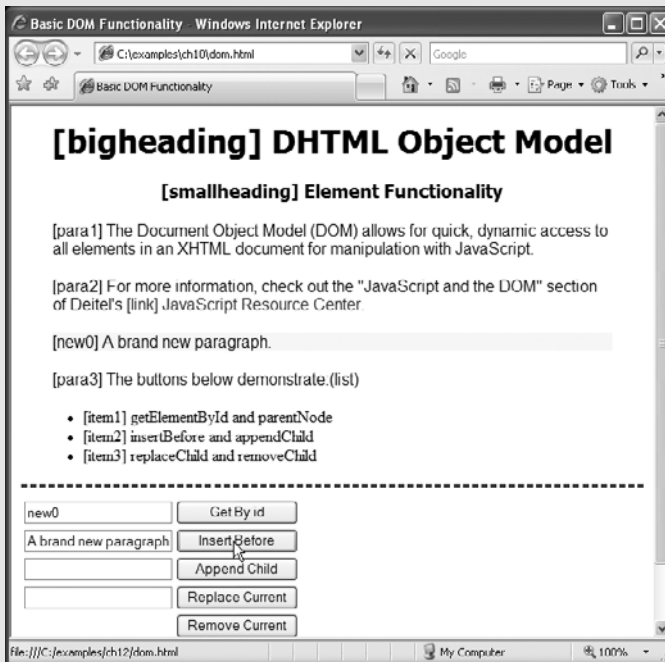 Basic DOM Functionality - Windows Internet Explorer
C:\examples\ch10\dom.html
Google
Basic DOM Functionality
Page
Tools
[bigheading] DHTML Object Model
[smallheading] Element Functionality
[para1] The Document Object Model (DOM) allows for quick, dynamic access to
all elements in an XHTML document for manipulation with JavaScript.
[para2] For more information, check out the "JavaScript and the DOM" section
of Deitel's [link] JavaScript Resource Center.
[new0] A brand new paragraph.
[para3] The buttons below demonstrate.(list)
• [item1] getElementById and parentNode
• [item2] insertBefore and appendChild
• [item3] replaceChild and removeChild
new0 Get By id
A brand new paragraph Insert Before
Append Child
Replace Current
Remove Current
file:///C:/examples/ch12/dom.html My Computer 100%